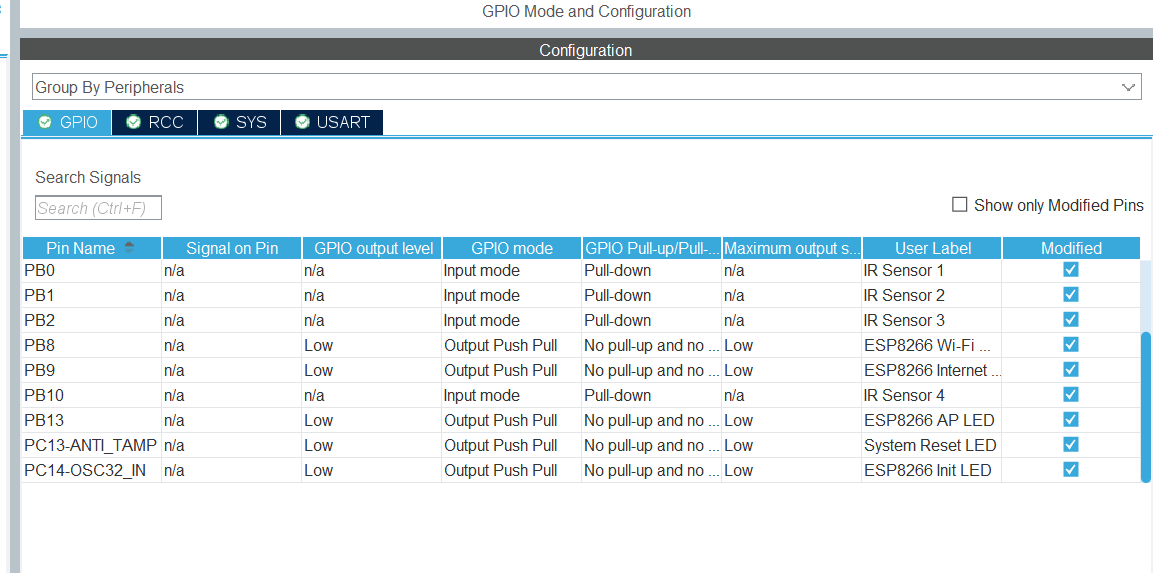 GPIO Mode and Configuration
Configuration
Group By Peripherals
GPIO RCC SYS USART
Search Signals
Search (Ctrl+F)
Show only Modified Pins
Pin Name Signal on Pin GPIO output level GPIO mode GPIO Pull-up/Pull-... Maximum output s... User Label Modified
PB0 n/a n/a Input mode Pull-down n/a IR Sensor 1
PB1 n/a n/a Input mode Pull-down n/a IR Sensor 2
PB2 n/a n/a Input mode Pull-down n/a IR Sensor 3
PB8 n/a Low Output Push Pull No pull-up and no ... Low ESP8266 Wi-Fi ...
PB9 n/a Low Output Push Pull No pull-up and no ... Low ESP8266 Internet ...
PB10 n/a n/a Input mode Pull-down n/a IR Sensor 4
PB13 n/a Low Output Push Pull No pull-up and no ... Low ESP8266 AP LED
PC13-ANTI_TAMP n/a Low Output Push Pull No pull-up and no ... Low System Reset LED
PC14-OSC32_IN n/a Low Output Push Pull No pull-up and no ... Low ESP8266 Init LED